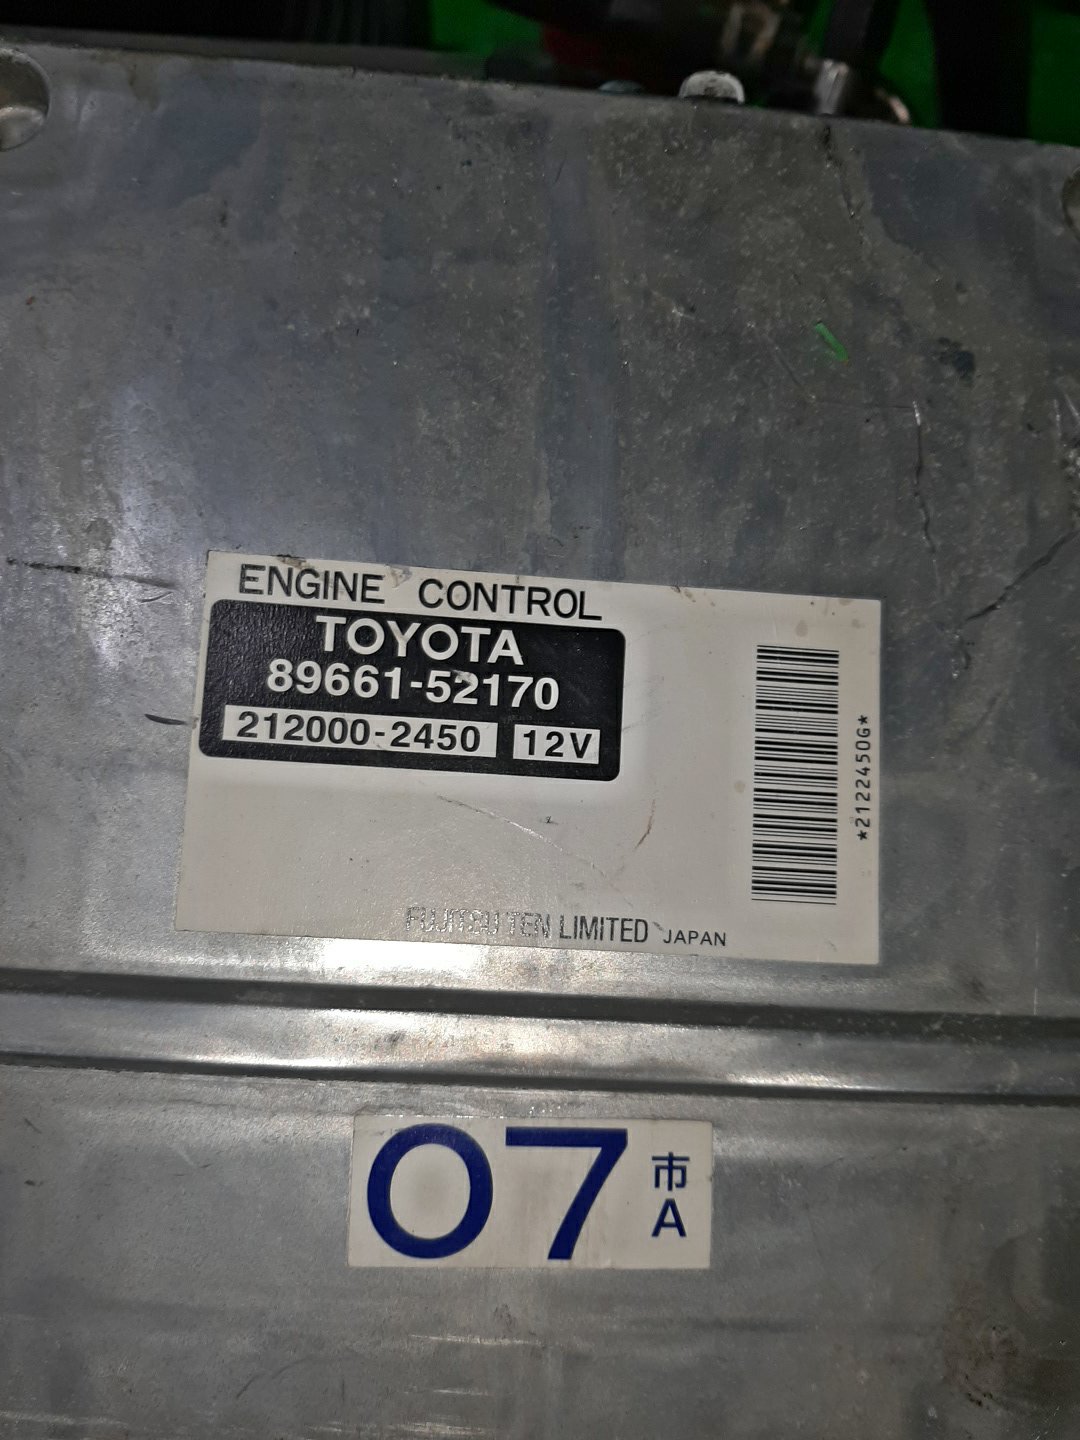 ENGINE CONTROL
TOYOTA
89661-52170
212000-2450 12V
*2122450G*
FUJITSU TEN LIMITED JAPAN
07 市
A